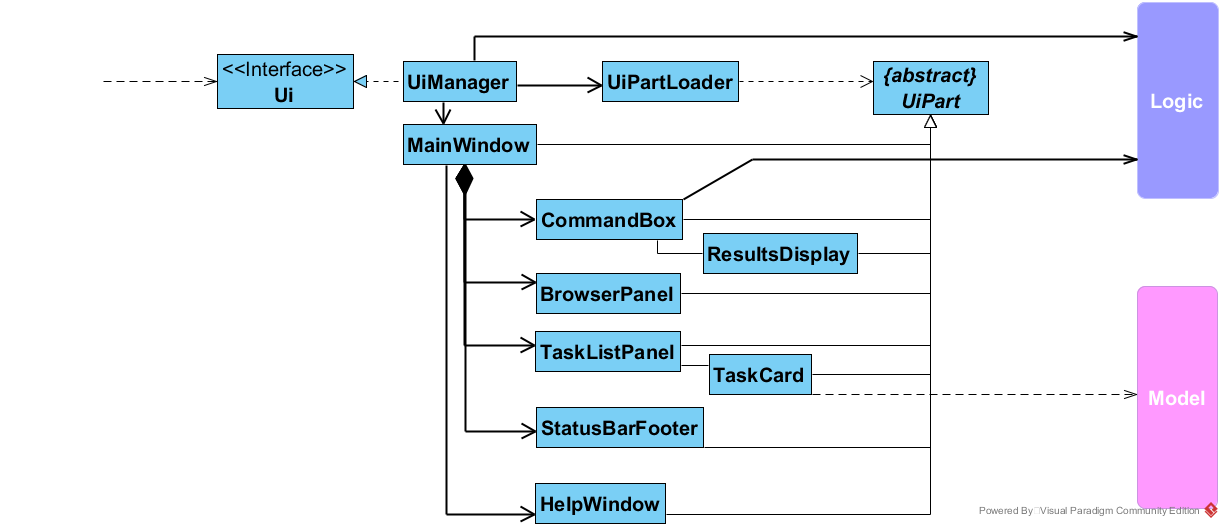 <<Interface>>
Ui
UiManager
UiPartLoader
{abstract}
UiPart
Logic
MainWindow
CommandBox
ResultsDisplay
BrowserPanel
TaskListPanel
TaskCard
Model
StatusBarFooter
HelpWindow
Powered By Visual Paradigm Community Edition